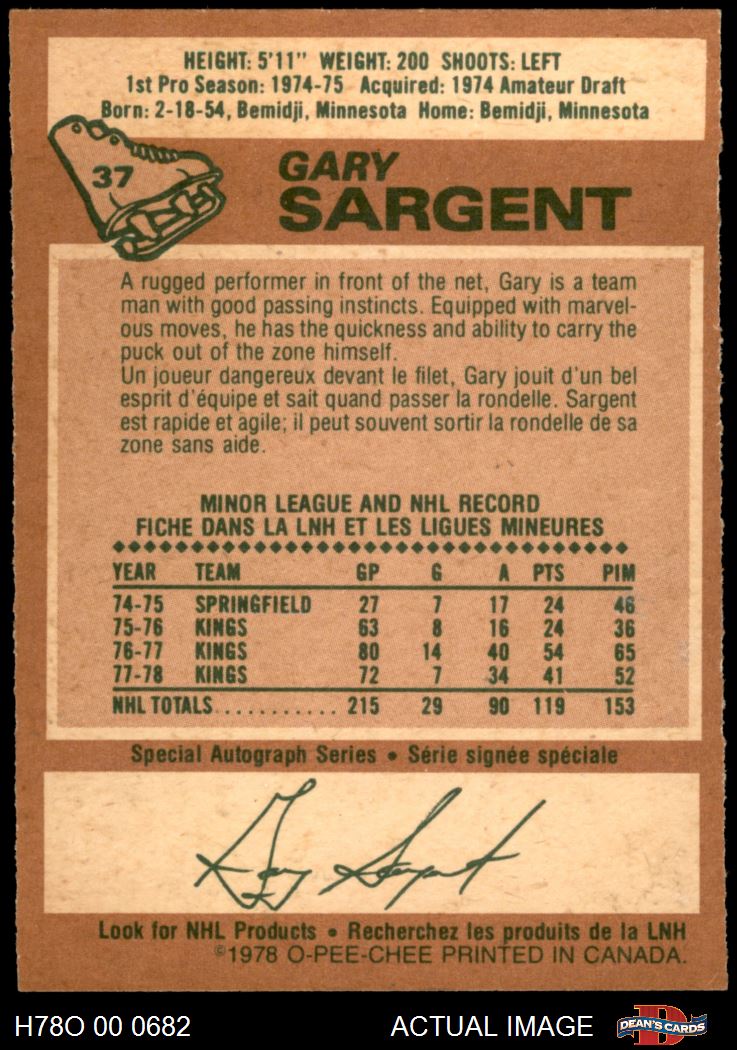 HEIGHT: 5'11" WEIGHT: 200 SHOOTS: LEFT
1st Pro Season: 1974-75 Acquired: 1974 Amateur Draft
Born: 2-18-54, Bemidji, Minnesota Home: Bemidji, Minnesota
37
GARY
SARGENT
A rugged performer in front of the net, Gary is a team
man with good passing instincts. Equipped with marvel-
ous moves, he has the quickness and ability to carry the
puck out of the zone himself.
Un joueur dangereux devant le filet, Gary jouit d'un bel
esprit d'équipe et sait quand passer la rondelle. Sargent
est rapide et agile; il peut souvent sortir la rondelle de sa
zone sans aide.
MINOR LEAGUE AND NHL RECORD
FICHE DANS LA LNH ET LES LIGUES MINEURES
YEAR TEAM GP G A PTS PIM
74-75 SPRINGFIELD 27 7 17 24 46
75-76 KINGS 63 8 16 24 36
76-77 KINGS 80 14 40 54 65
77-78 KINGS 72 7 34 41 52
NHL TOTALS............ 215 29 90 119 153
Special Autograph Series • Série signée spéciale
Gary Sargent
Look for NHL Products • Recherchez les produits de la LNH
©1978 O-PEE-CHEE PRINTED IN CANADA.
H78O 00 0682 ACTUAL IMAGE D DEAN'S CARDS